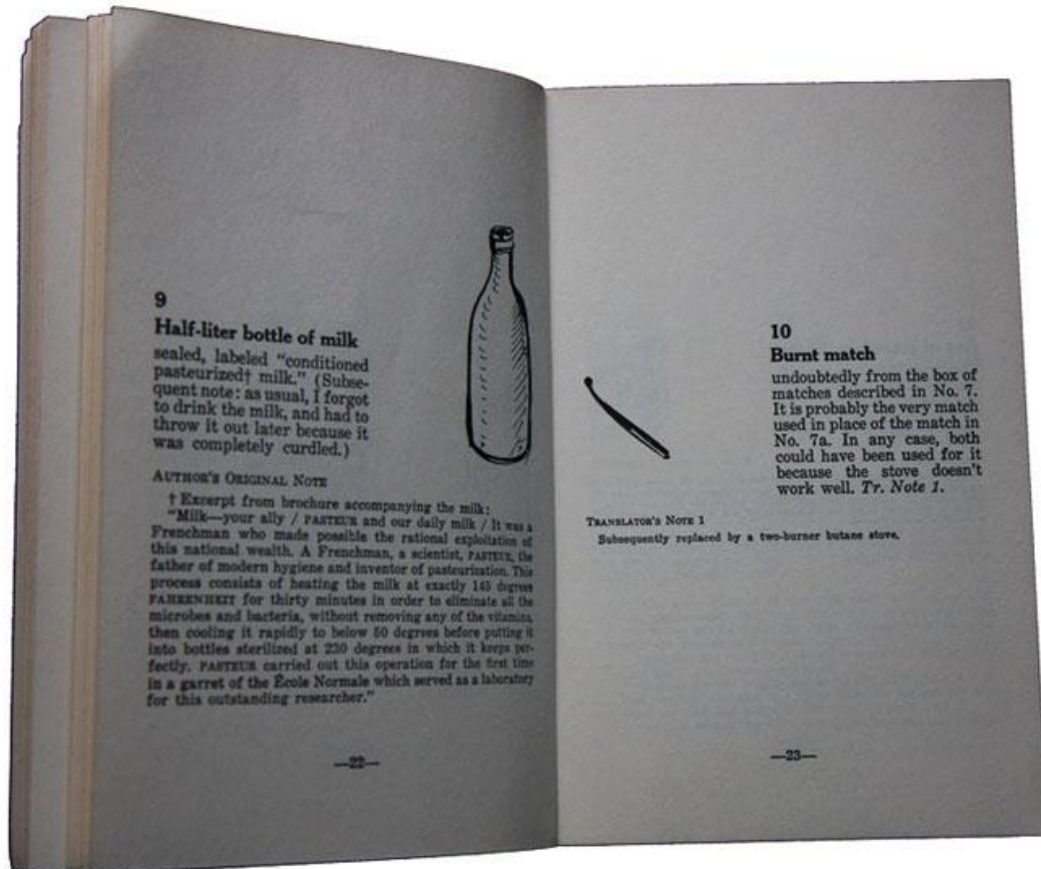 9
Half-liter bottle of milk
sealed, labeled “conditioned
pasteurized† milk.” (Subse-
quent note: as usual, I forgot
to drink the milk, and had to
throw it out later because it
was completely curdled.)
AUTHOR'S ORIGINAL NOTE
† Excerpt from brochure accompanying the milk:
“Milk—your ally / PASTEUR and our daily milk / It was a
Frenchman who made possible the rational exploitation of
this national wealth. A Frenchman, a scientist, PASTEUR, the
father of modern hygiene and inventor of pasteurization. This
process consists of heating the milk at exactly 145 degrees
FAHRENHEIT for thirty minutes in order to eliminate all the
microbes and bacteria, without removing any of the vitamins,
then cooling it rapidly to below 50 degrees before putting it
into bottles sterilized at 230 degrees in which it keeps per-
fectly. PASTEUR carried out this operation for the first time
in a garret of the École Normale which served as a laboratory
for this outstanding researcher.”
—22—
10
Burnt match
undoubtedly from the box of
matches described in No. 7.
It is probably the very match
used in place of the match in
No. 7a. In any case, both
could have been used for it
because the stove doesn't
work well. Tr. Note 1.
TRANSLATOR'S NOTE 1
Subsequently replaced by a two-burner butane stove.
—23—